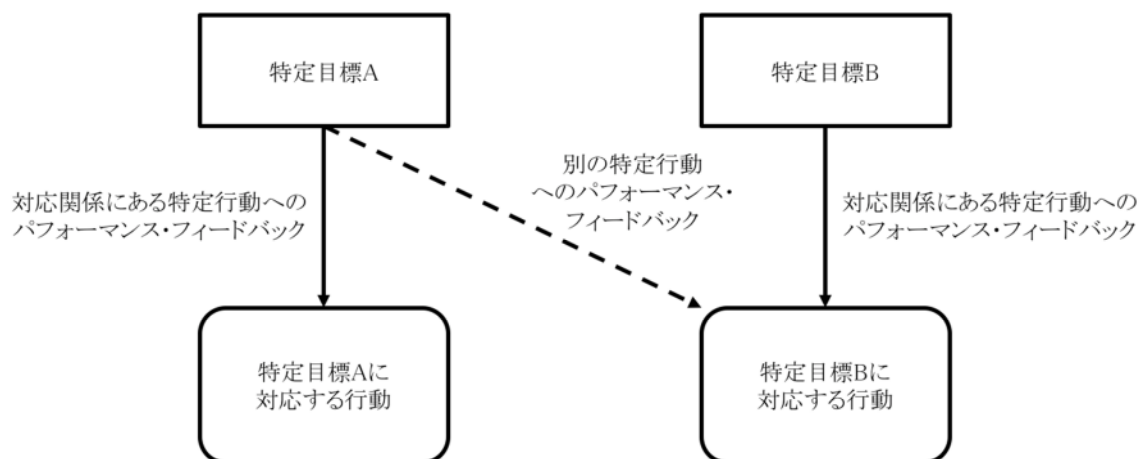 特定目標A
特定目標B
対応関係にある特定行動への
パフォーマンス・フィードバック
別の特定行動
へのパフォーマンス・
フィードバック
対応関係にある特定行動への
パフォーマンス・フィードバック
特定目標Aに
対応する行動
特定目標Bに
対応する行動